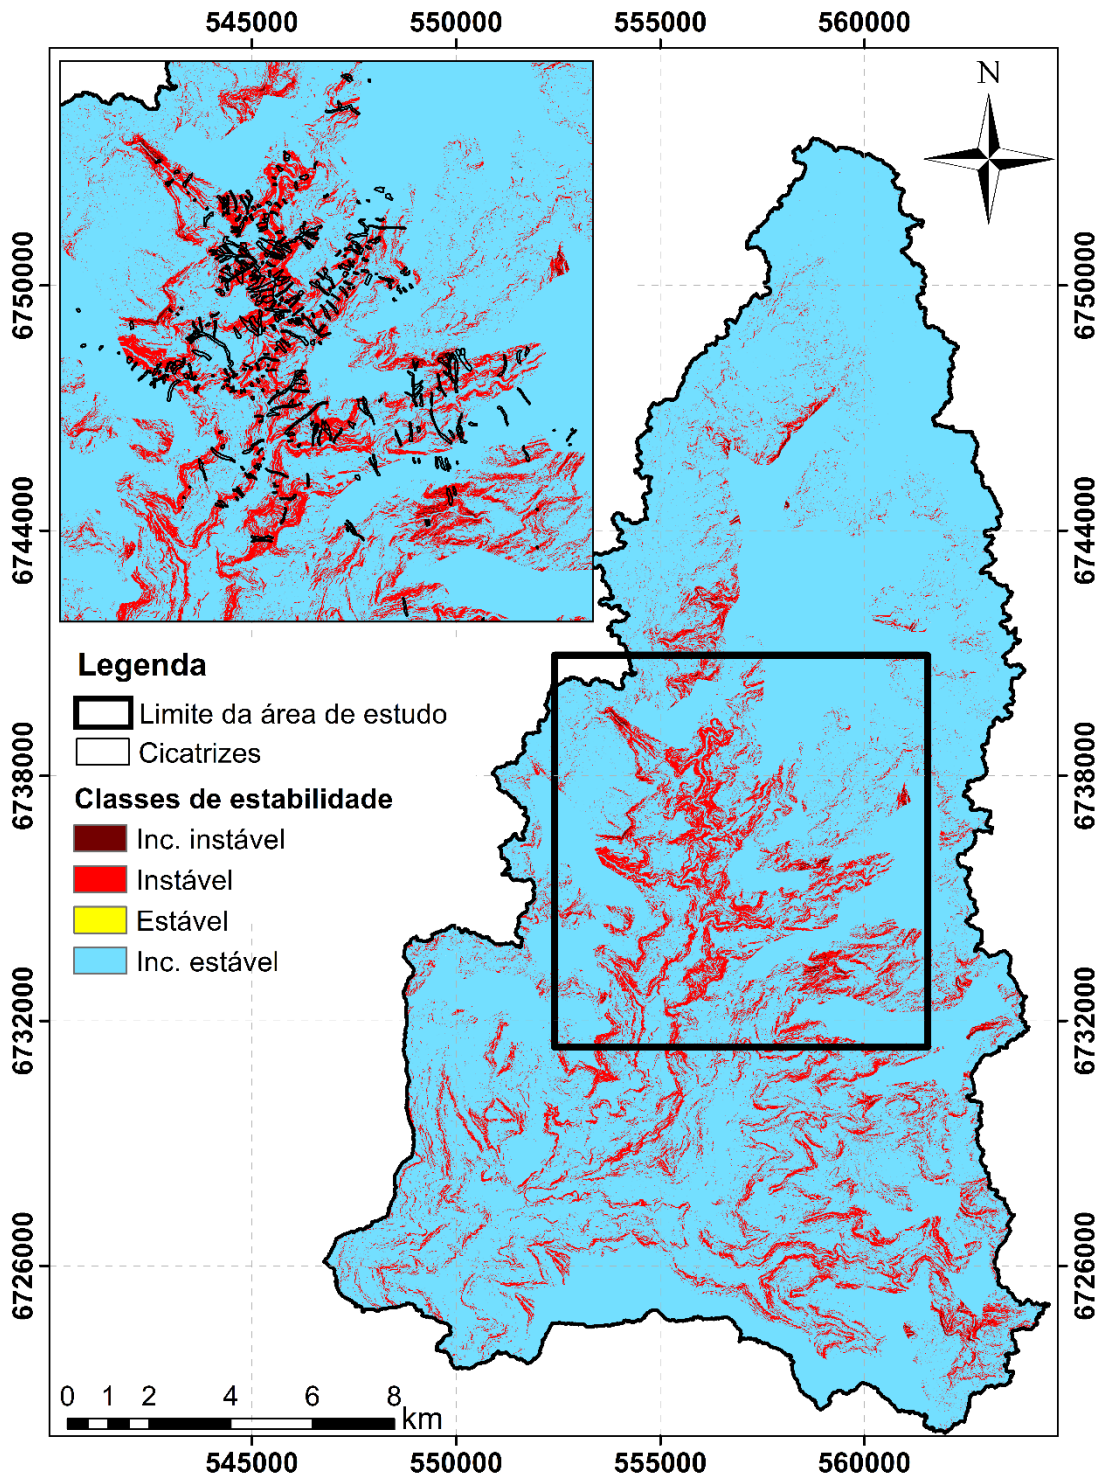 545000 550000 555000 560000
N
6750000 6750000
6744000 6744000
Legenda
Limite da área de estudo
Cicatrizes
Classes de estabilidade
Inc. instável
Instável
Estável
Inc. estável
6738000 6738000
6732000 6732000
6726000 6726000
0 1 2 4 6 8
km
545000 550000 555000 560000